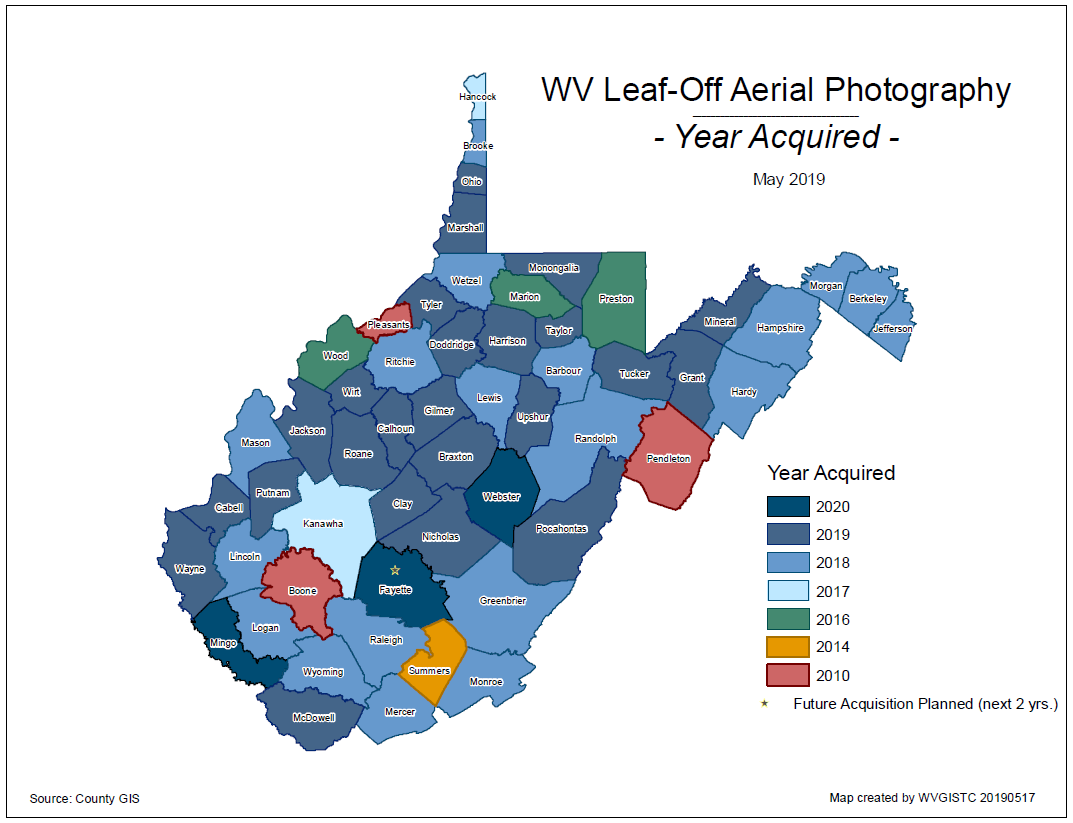 WV Leaf-Off Aerial Photography
- Year Acquired -
May 2019
Hancock
Brooke
Ohio
Marshall
Wetzel
Monongalia
Marion
Preston
Tyler
Pleasants
Doddridge
Harrison
Taylor
Wood
Ritchie
Barbour
Tucker
Mineral
Grant
Hampshire
Morgan
Berkeley
Jefferson
Hardy
Wirt
Lewis
Gilmer
Upshur
Calhoun
Jackson
Mason
Roane
Braxton
Randolph
Pendleton
Putnam
Cabell
Kanawha
Clay
Webster
Nicholas
Pocahontas
Wayne
Lincoln
Boone
Fayette
Greenbrier
Logan
Mingo
Raleigh
Wyoming
Summers
Monroe
McDowell
Mercer
Year Acquired
2020
2019
2018
2017
2016
2014
2010
Future Acquisition Planned (next 2 yrs.)
Source: County GIS
Map created by WVGISTC 20190517